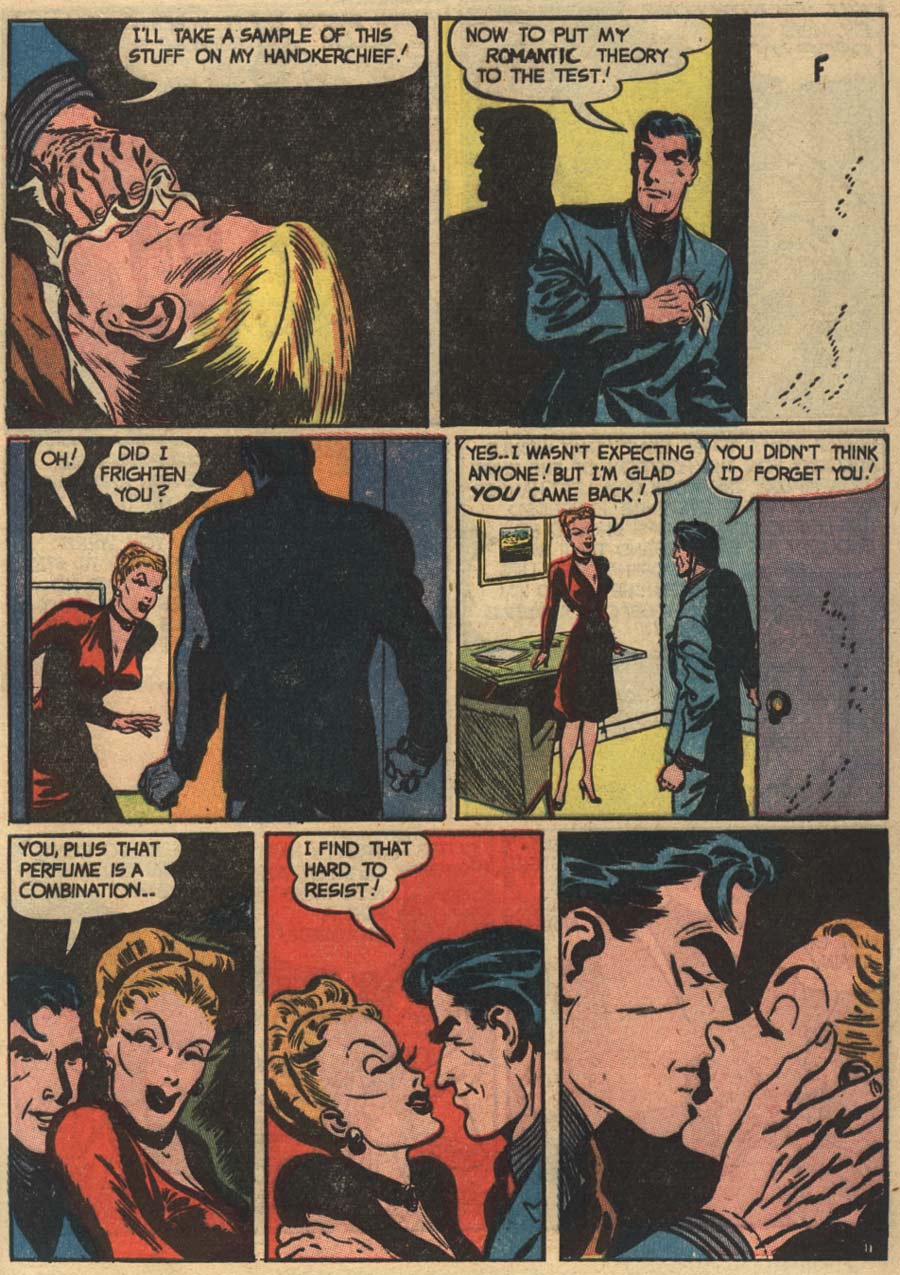 I'LL TAKE A SAMPLE OF THIS
STUFF ON MY HANDKERCHIEF!
NOW TO PUT MY
ROMANTIC THEORY
TO THE TEST!
F
OH!
DID I
FRIGHTEN
YOU?
YES..I WASN'T EXPECTING
ANYONE! BUT I'M GLAD
YOU CAME BACK!
YOU DIDN'T THINK
I'D FORGET YOU!
YOU, PLUS THAT
PERFUME IS A
COMBINATION..
I FIND THAT
HARD TO
RESIST!
11